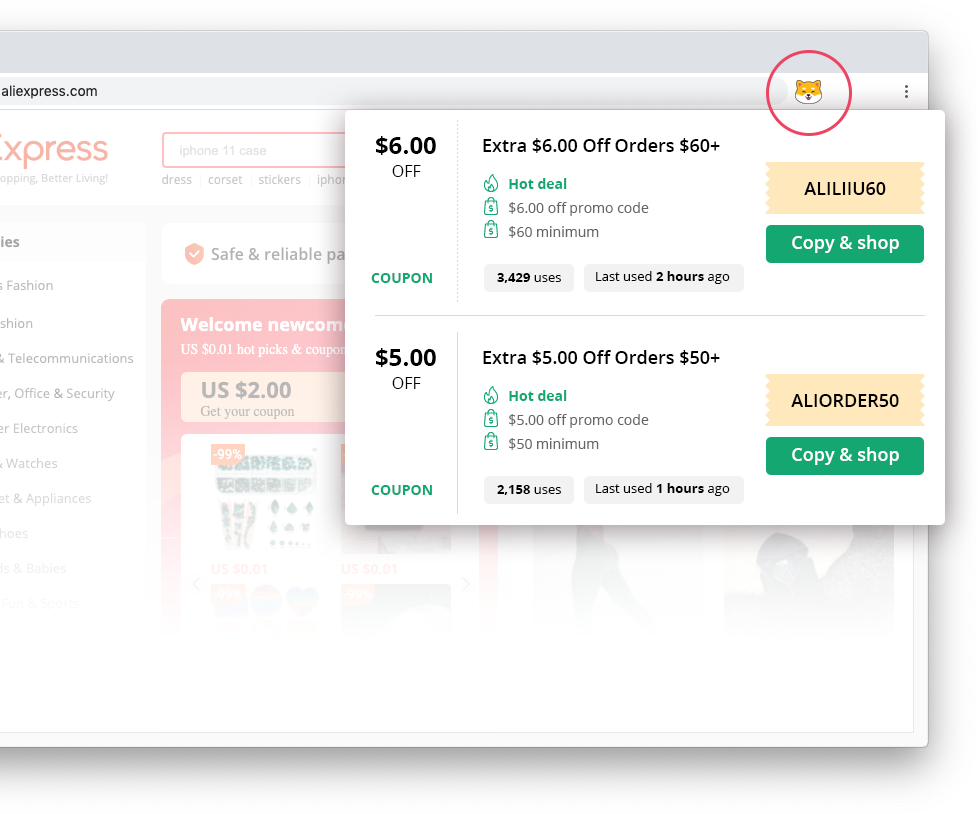 aliexpress.com
Express
opping, Better Living!
iphone 11 case
dress
corset
stickers
ipho
ies
s Fashion
shion
& Telecommunications
r, Office & Security
er Electronics
& Watches
et & Appliances
hoes
ds & Babies
Fun & Sports
Safe & reliable pa
Welcome newcom
US $0.01 hot picks & coupon
US $2.00
Get your coupon
-99%
US $0.01
US $0.01
-99%
-99%
$6.00
OFF
COUPON
Extra $6.00 Off Orders $60+
Hot deal
$6.00 off promo code
$60 minimum
3,429 uses
Last used 2 hours ago
ALILIIU60
Copy & shop
$5.00
OFF
COUPON
Extra $5.00 Off Orders $50+
Hot deal
$5.00 off promo code
$50 minimum
2,158 uses
Last used 1 hours ago
ALIORDER50
Copy & shop